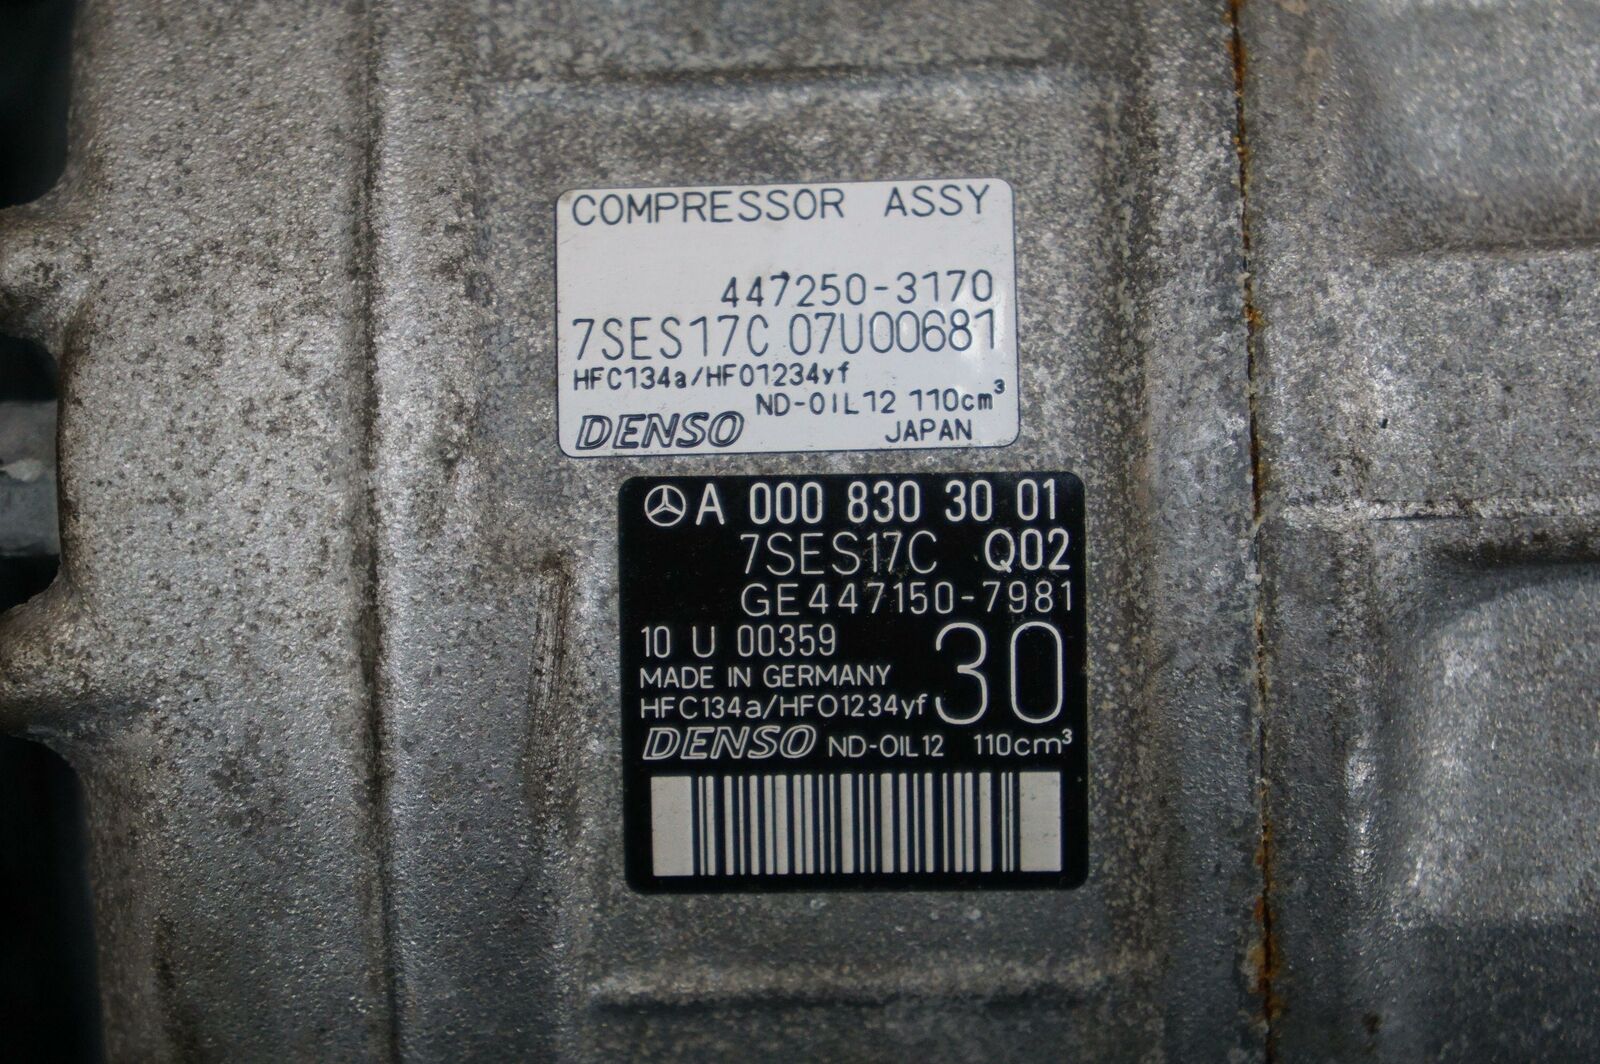 COMPRESSOR ASSY
447250-3170
7SES17C 07U00681
HFC134a/HFO1234yf
ND-OIL12 110cm³
DENSO JAPAN
A 000 830 30 01
7SES17C Q02
GE447150-7981
10 U 00359
30
MADE IN GERMANY
HFC134a/HFO1234yf
DENSO ND-OIL12 110cm³